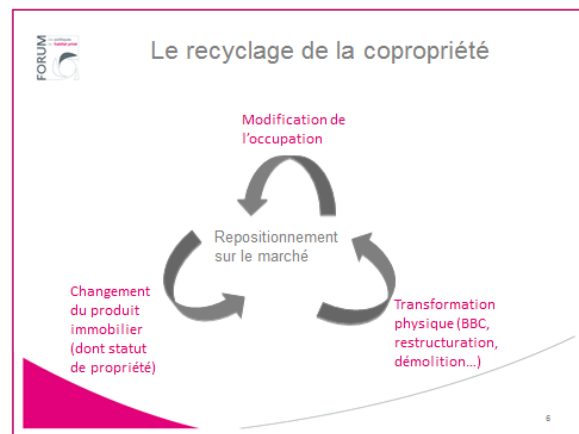 FORUM
Le recyclage de la copropriété
Modification de
l'occupation
Repositionnement
sur le marché
Changement
du produit
immobilier
(dont statut
de propriété)
Transformation
physique (BBC,
restructuration,
démolition...)
6